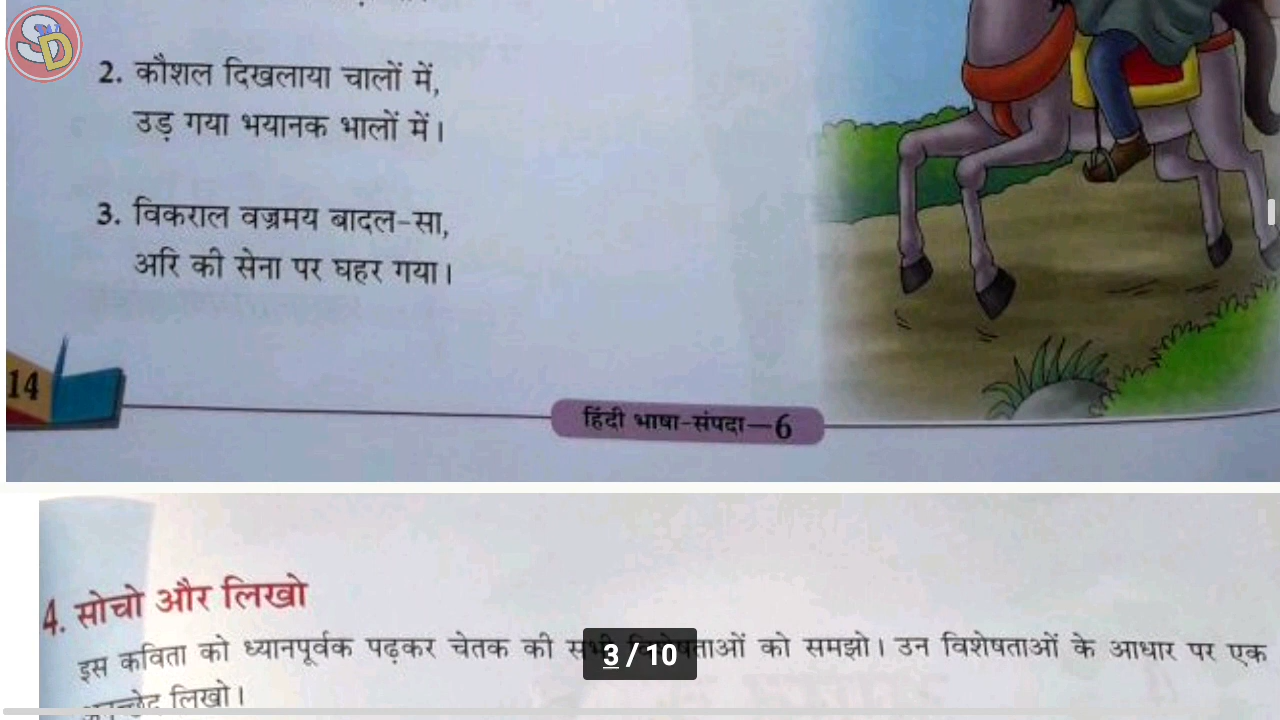 SD
2. कौशल दिखलाया चालों में,
उड़ गया भयानक भालों में।
3. विकराल वज्रमय बादल-सा,
अरि की सेना पर घहर गया।
14
हिंदी भाषा-संपदा—6
4. सोचो और लिखो
इस कविता को ध्यानपूर्वक पढ़कर चेतक की को समझो। उन विशेषताओं के आधार पर एक
3 / 10
लिखो।